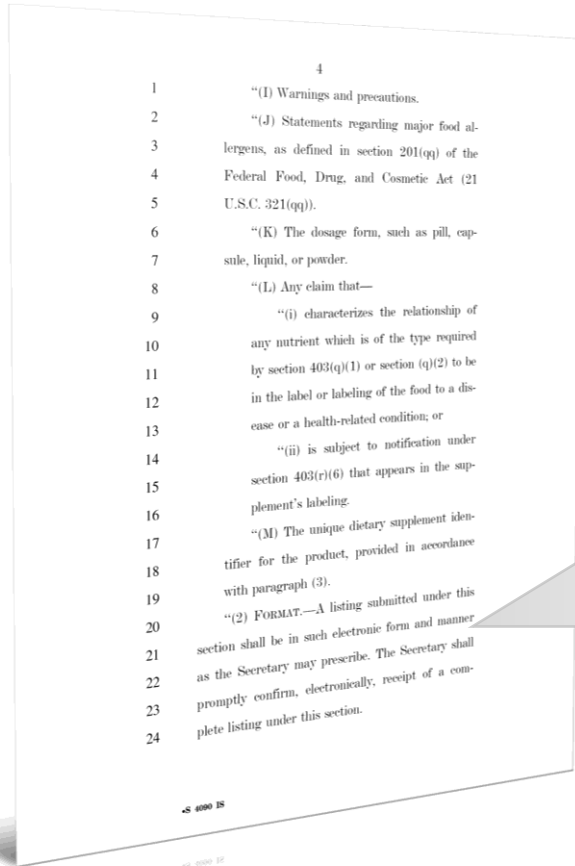 4
1 “(I) Warnings and precautions.
2 “(J) Statements regarding major food al-
3 lergens, as defined in section 201(qq) of the
4 Federal Food, Drug, and Cosmetic Act (21
5 U.S.C. 321(qq)).
6 “(K) The dosage form, such as pill, cap-
7 sule, liquid, or powder.
8 “(L) Any claim that—
9 “(i) characterizes the relationship of
10 any nutrient which is of the type required
11 by section 403(q)(1) or section (q)(2) to be
12 in the label or labeling of the food to a dis-
13 ease or a health-related condition; or
14 “(ii) is subject to notification under
15 section 403(r)(6) that appears in the sup-
16 plement’s labeling.
17 “(M) The unique dietary supplement iden-
18 tifier for the product, provided in accordance
19 with paragraph (3).
20 “(2) FORMAT.—A listing submitted under this
21 section shall be in such electronic form and manner
22 as the Secretary may prescribe. The Secretary shall
23 promptly confirm, electronically, receipt of a com-
24 plete listing under this section.
•S 4090 IS